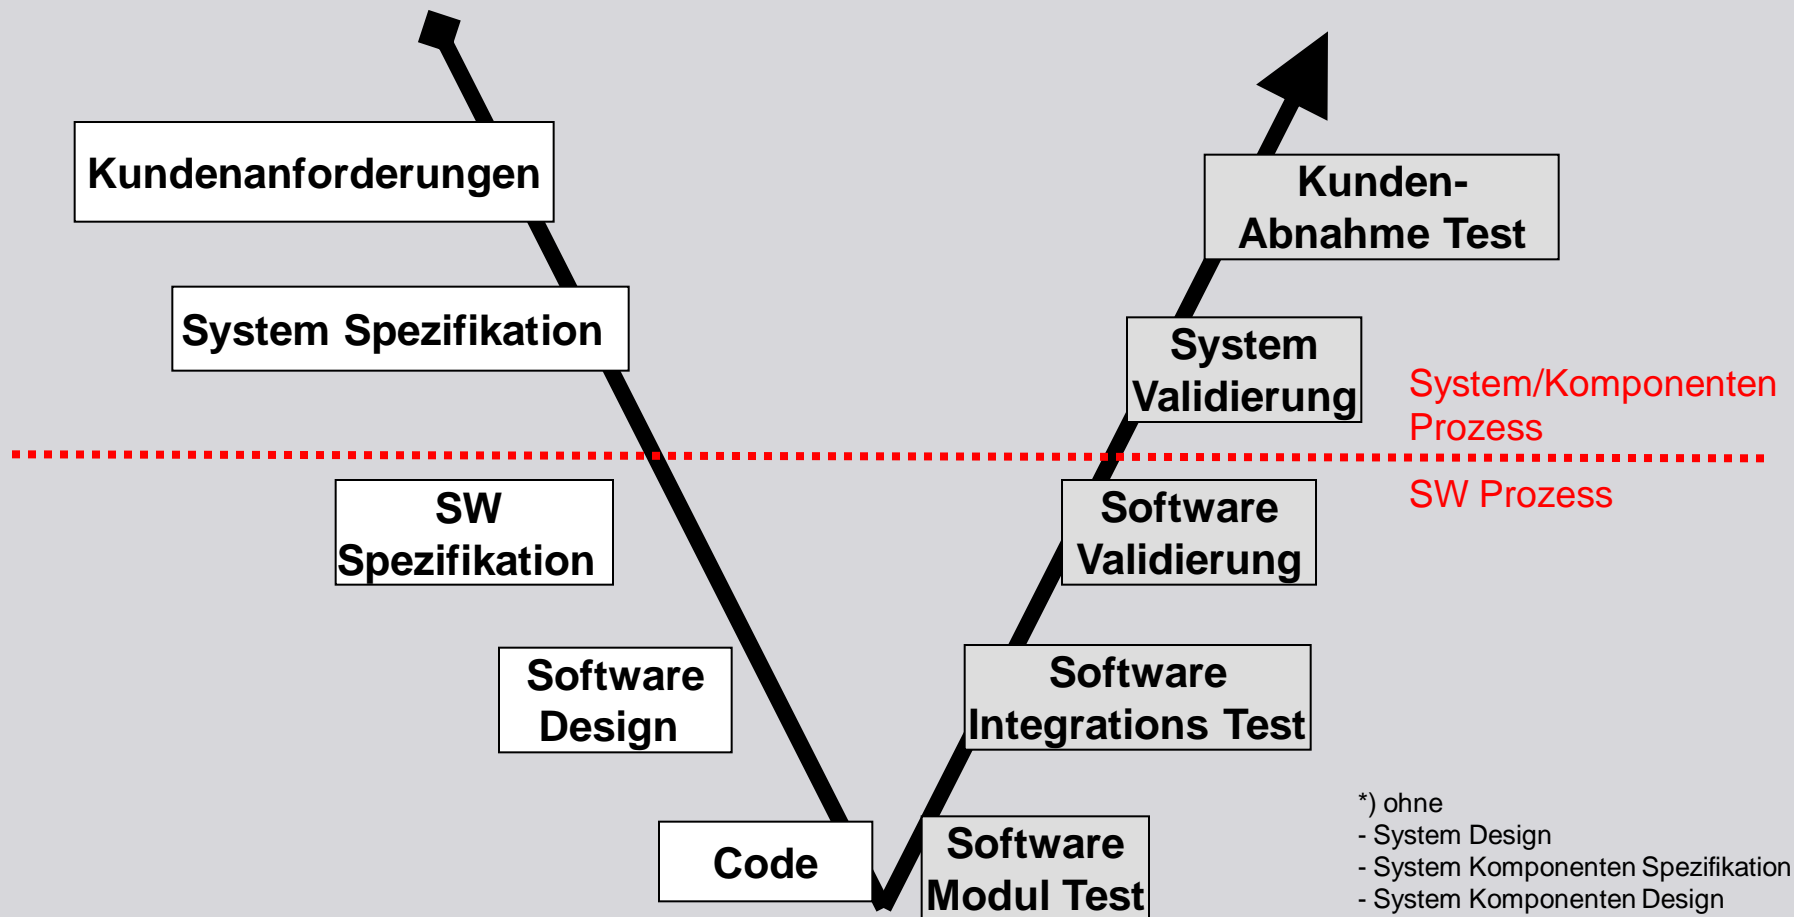 Kundenanforderungen
System Spezifikation
SW
Spezifikation
Software
Design
Code
Kunden-
Abnahme Test
System
Validierung
System/Komponenten
Prozess
SW Prozess
Software
Validierung
Software
Integrations Test
Software
Modul Test
*) ohne
- System Design
- System Komponenten Spezifikation
- System Komponenten Design